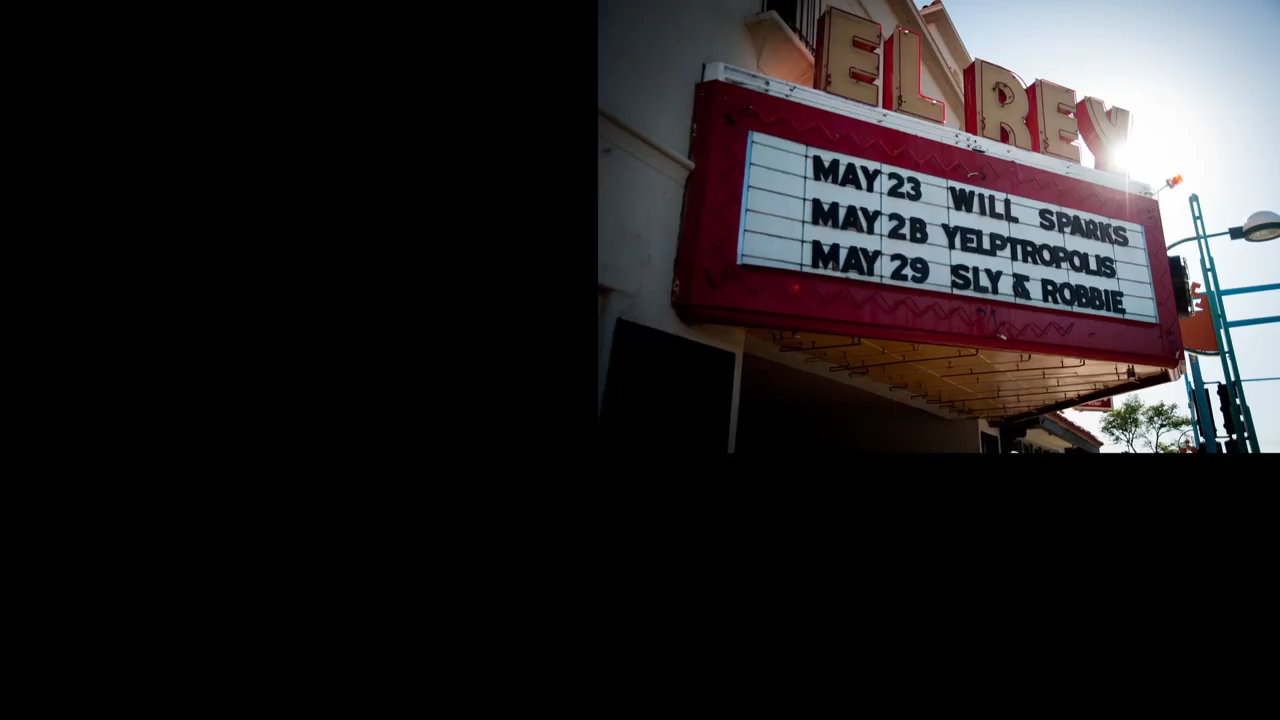 EL REY
MAY 23 WILL SPARKS
MAY 2B YELPTROPOLIS
MAY 29 SLY & ROBBIE